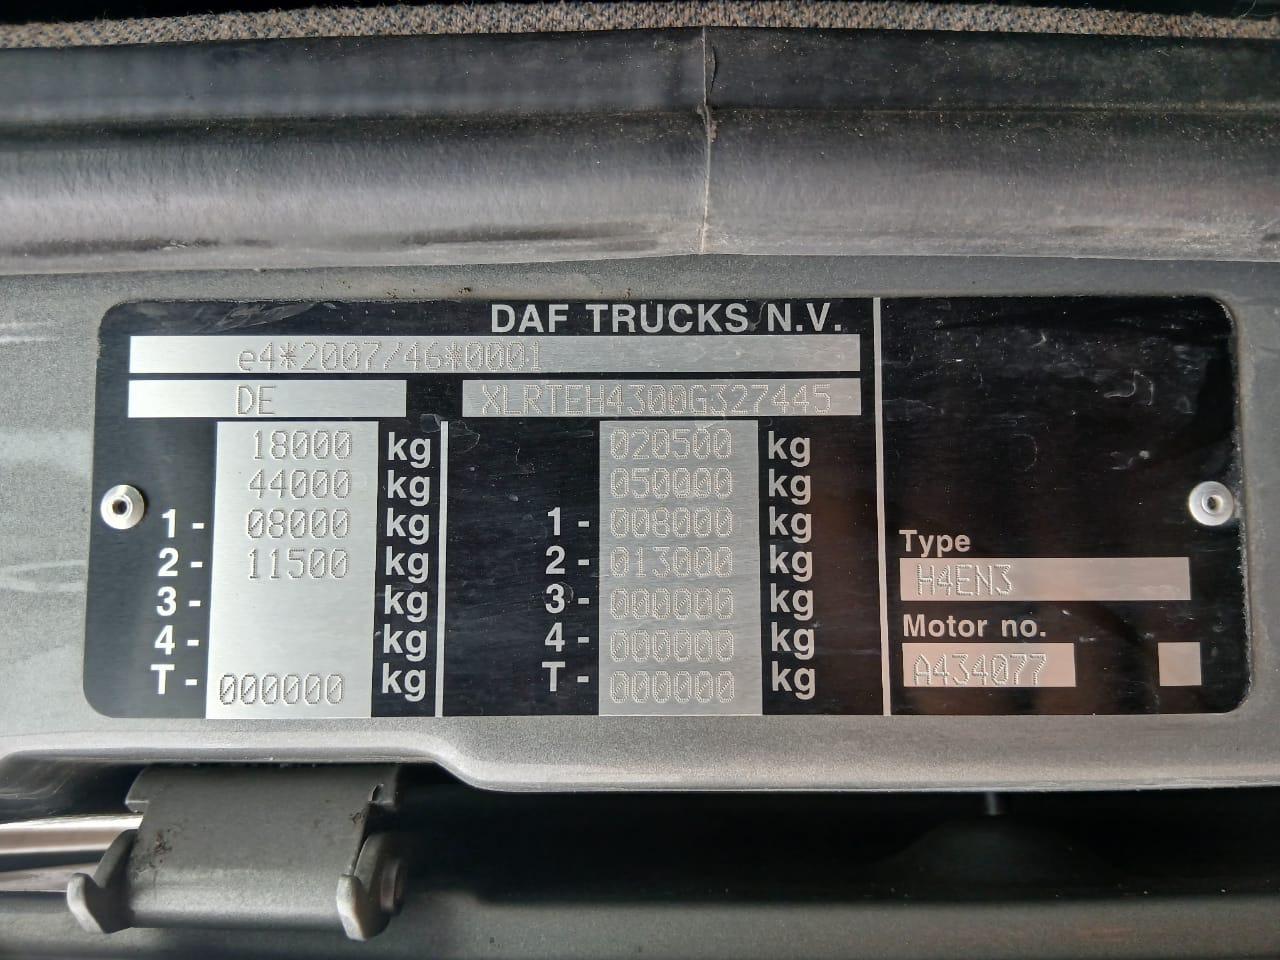 DAF TRUCKS N.V.
e4*2007/46*0001
DE XLRTEH4300G327445
18000 kg 020500 kg
44000 kg 050000 kg
1- 08000 kg 1- 008000 kg
2- 11500 kg 2- 013000 kg
3- kg 3- 000000 kg
4- kg 4- 000000 kg
T- 000000 kg T- 000000 kg
Type
H4EN3
Motor no.
A434077